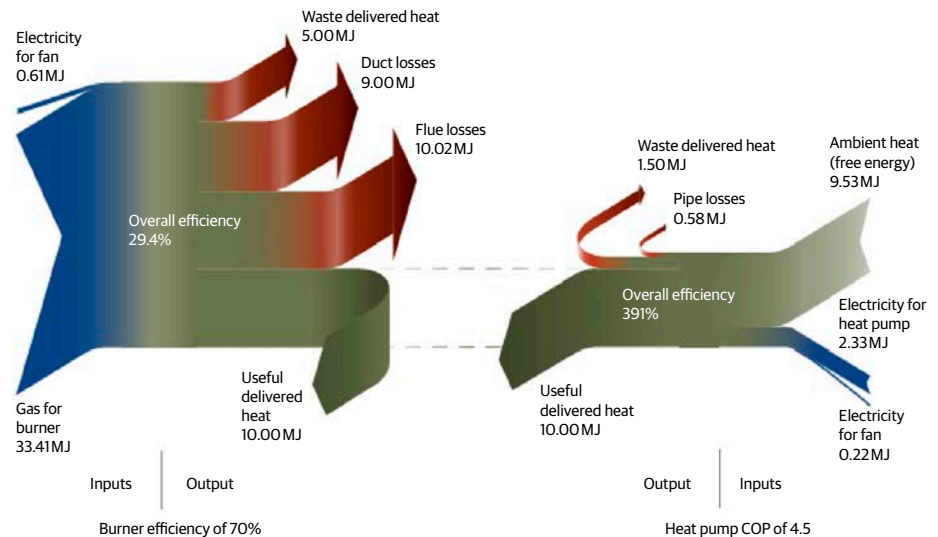 Electricity
for fan
0.61 MJ
Waste delivered heat
5.00 MJ
Duct losses
9.00 MJ
Flue losses
10.02 MJ
Overall efficiency
29.4%
Gas for
burner
33.41 MJ
Useful
delivered
heat
10.00 MJ
Inputs
Output
Burner efficiency of 70%
Waste delivered heat
1.50 MJ
Pipe losses
0.58 MJ
Ambient heat
(free energy)
9.53 MJ
Overall efficiency
391%
Electricity for
heat pump
2.33 MJ
Useful
delivered heat
10.00 MJ
Electricity
for fan
0.22 MJ
Output
Inputs
Heat pump COP of 4.5